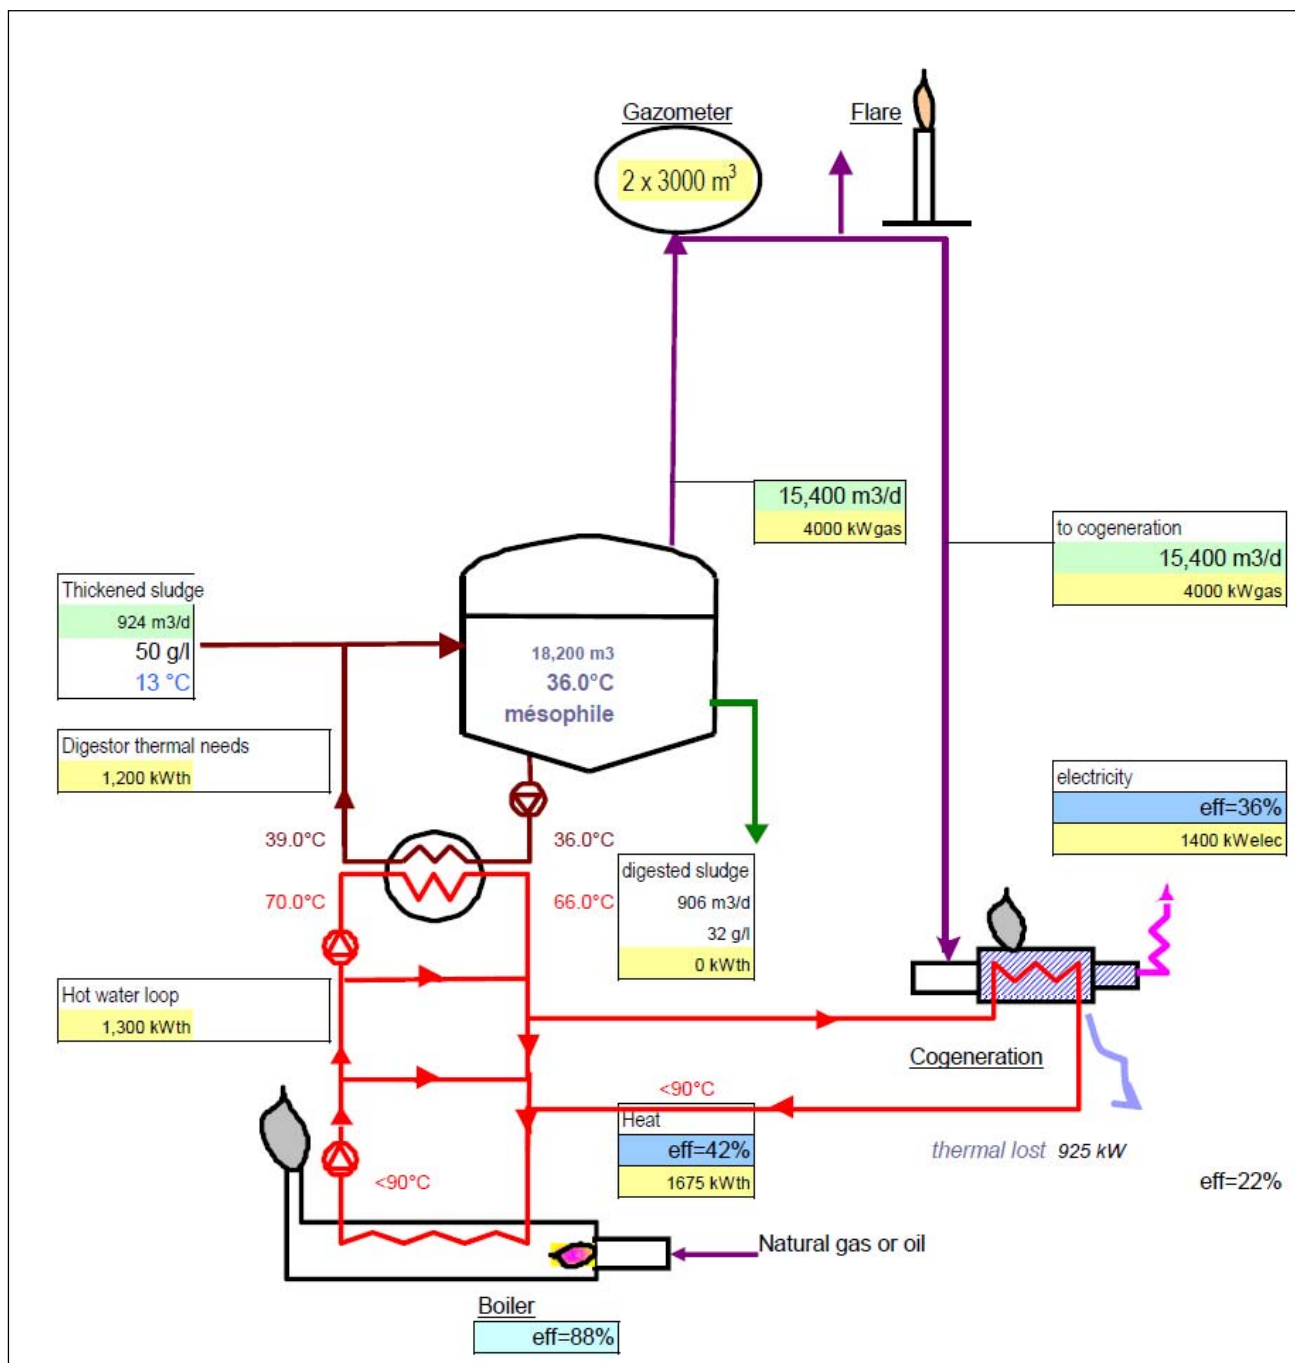 Gazometer
Flare
2 x 3000 m³
15,400 m3/d
4000 kWgas
to cogeneration
15,400 m3/d
4000 kWgas
Thickened sludge
924 m3/d
50 g/l
13 °C
18,200 m3
36.0°C
mésophile
Digestor thermal needs
1,200 kWth
electricity
eff=36%
1400 kWelec
39.0°C
36.0°C
70.0°C
66.0°C
digested sludge
906 m3/d
32 g/l
0 kWth
Hot water loop
1,300 kWth
Cogeneration
<90°C
Heat
eff=42%
1675 kWth
thermal lost 925 kW
eff=22%
<90°C
Natural gas or oil
Boiler
eff=88%